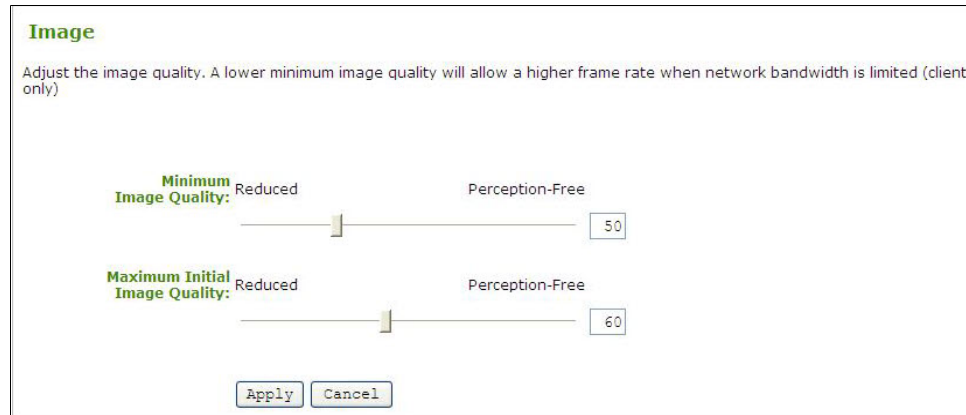 Image
Adjust the image quality. A lower minimum image quality will allow a higher frame rate when network bandwidth is limited (client
only)
Minimum
Image Quality:
Reduced Perception-Free
50
Maximum Initial
Image Quality:
Reduced Perception-Free
60
Apply Cancel